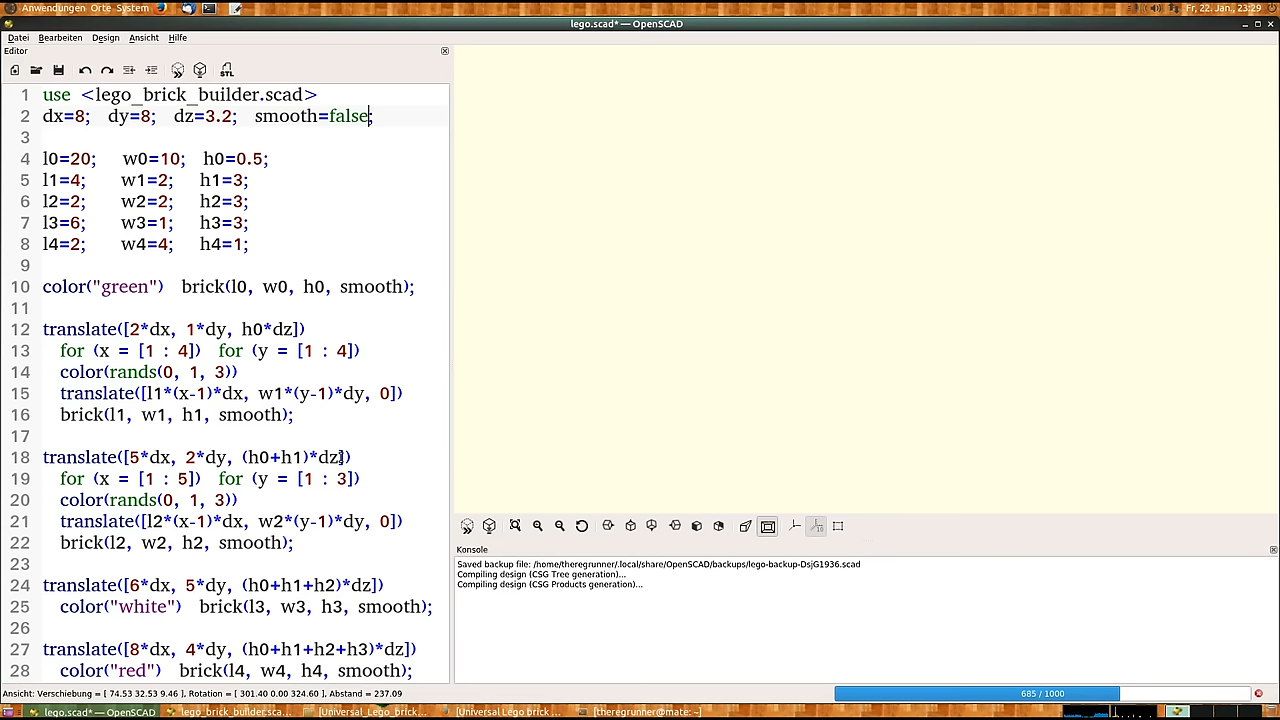 Anwendungen Orte System
Fr, 22. Jan., 23:29
lego.scad* — OpenSCAD
Datei Bearbeiten Design Ansicht Hilfe
Editor
STL
1 use <lego_brick_builder.scad>
2 dx=8; dy=8; dz=3.2; smooth=false;
3
4 l0=20; w0=10; h0=0.5;
5 l1=4; w1=2; h1=3;
6 l2=2; w2=2; h2=3;
7 l3=6; w3=1; h3=3;
8 l4=2; w4=4; h4=1;
9
10 color("green") brick(l0, w0, h0, smooth);
11
12 translate([2*dx, 1*dy, h0*dz])
13 for (x = [1 : 4]) for (y = [1 : 4])
14 color(rands(0, 1, 3))
15 translate([l1*(x-1)*dx, w1*(y-1)*dy, 0])
16 brick(l1, w1, h1, smooth);
17
18 translate([5*dx, 2*dy, (h0+h1)*dz])
19 for (x = [1 : 5]) for (y = [1 : 3])
20 color(rands(0, 1, 3))
21 translate([l2*(x-1)*dx, w2*(y-1)*dy, 0])
22 brick(l2, w2, h2, smooth);
23
24 translate([6*dx, 5*dy, (h0+h1+h2)*dz])
25 color("white") brick(l3, w3, h3, smooth);
26
27 translate([8*dx, 4*dy, (h0+h1+h2+h3)*dz])
28 color("red") brick(l4, w4, h4, smooth);
Konsole
Saved backup file: /home/theregrunner/.local/share/OpenSCAD/backups/lego-backup-DsjG1936.scad
Compiling design (CSG Tree generation)...
Compiling design (CSG Products generation)...
Ansicht: Verschiebung = [ 74.53 32.53 9.46 ], Rotation = [ 301.40 0.00 324.60 ], Abstand = 237.09
685 / 1000
lego.scad* — OpenSCAD
lego_brick_builder.sca...
[Universal_Lego_brick...
[Universal Lego brick ...
[theregrunner@mate: ~]